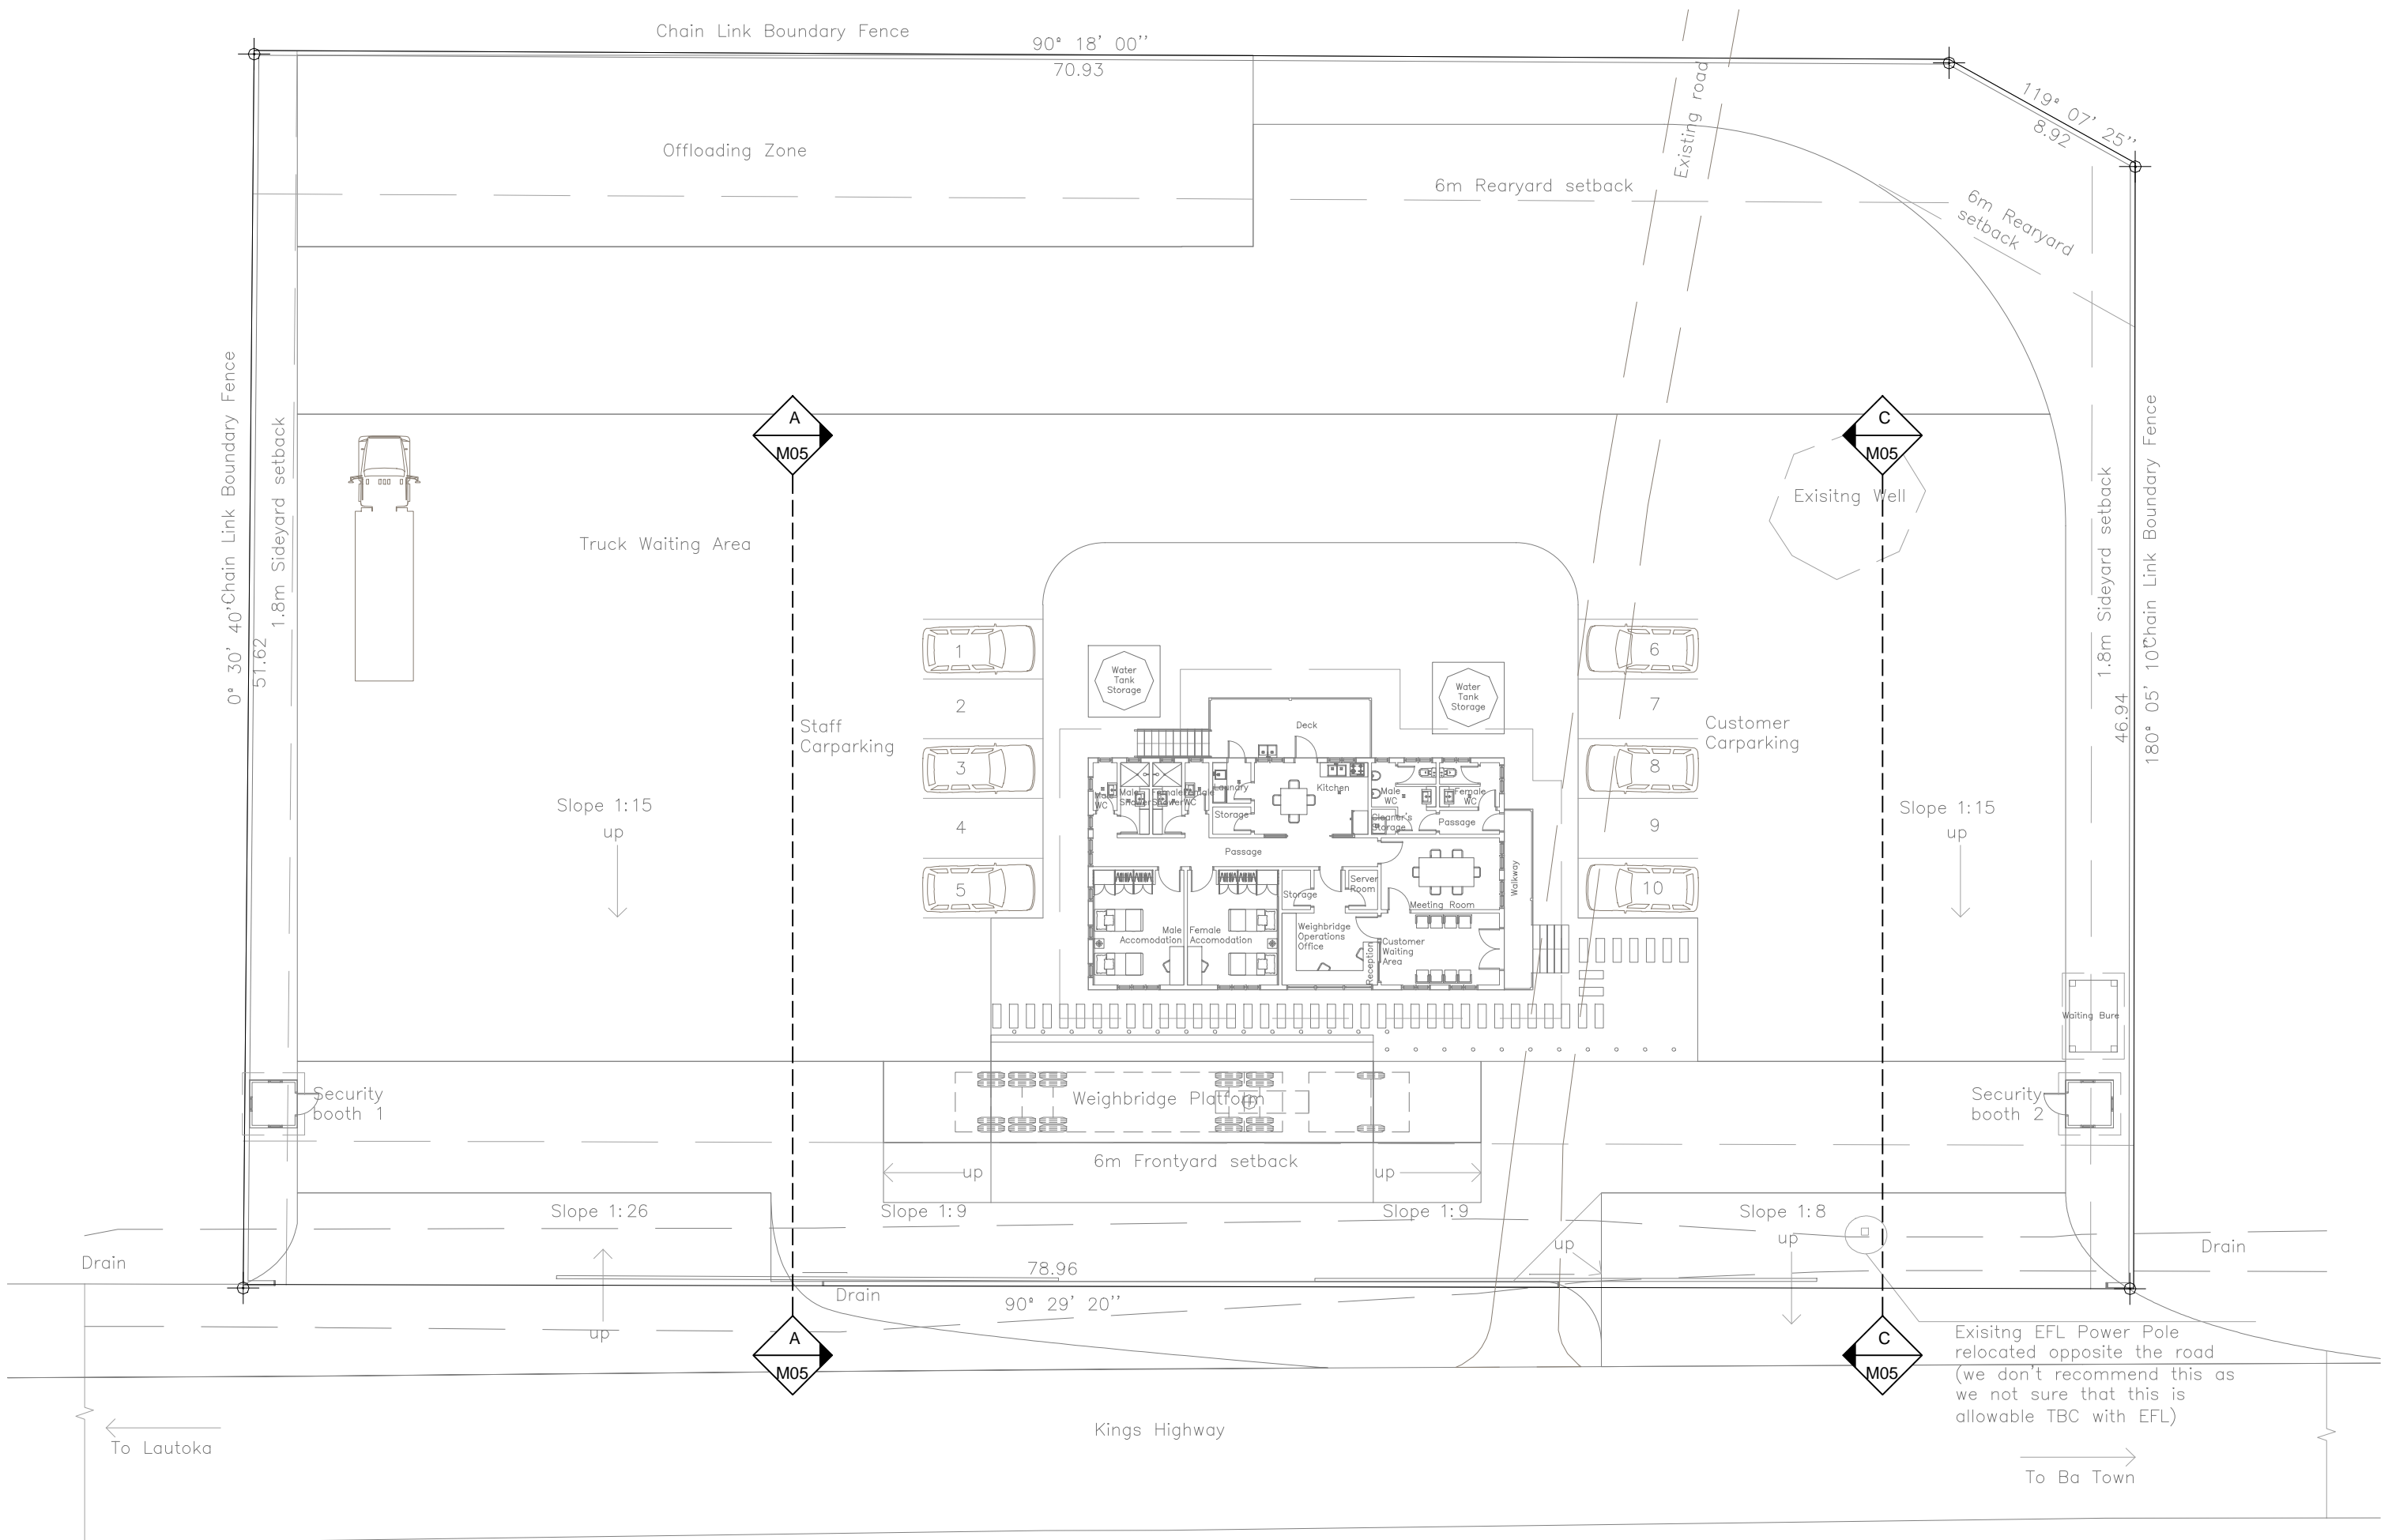 Chain Link Boundary Fence
90° 18' 00''
70.93
119° 07' 25''
8.92
Existing road
Offloading Zone
6m Rearyard setback
6m Rearyard
setback
0° 30' 40''
Chain Link Boundary Fence
51.62
1.8m Sideyard setback
A
M05
C
M05
Exisitng Well
Truck Waiting Area
1.8m Sideyard setback
Chain Link Boundary Fence
180° 05' 10''
46.94
1
2
3
4
5
Staff
Carparking
6
7
8
9
10
Customer
Carparking
Water
Tank
Storage
Water
Tank
Storage
Deck
Slope 1:15
up
Slope 1:15
up
Male
WC
Male
Shower
Female
Shower
Female
WC
Laundry
Storage
Kitchen
Male
WC
Female
WC
Cleaner's
Storage
Passage
Passage
Walkway
Server
Room
Storage
Meeting Room
Male
Accomodation
Female
Accomodation
Weighbridge
Operations
Office
Reception
Customer
Waiting
Area
Waiting Bure
Security
booth 1
Weighbridge Platform
Security
booth 2
up
6m Frontyard setback
up
Slope 1:26
Slope 1:9
Slope 1:9
Slope 1:8
up
up
Drain
Drain
78.96
Drain
90° 29' 20''
up
A
M05
C
M05
Exisitng EFL Power Pole
relocated opposite the road
(we don't recommend this as
we not sure that this is
allowable TBC with EFL)
Kings Highway
To Lautoka
To Ba Town